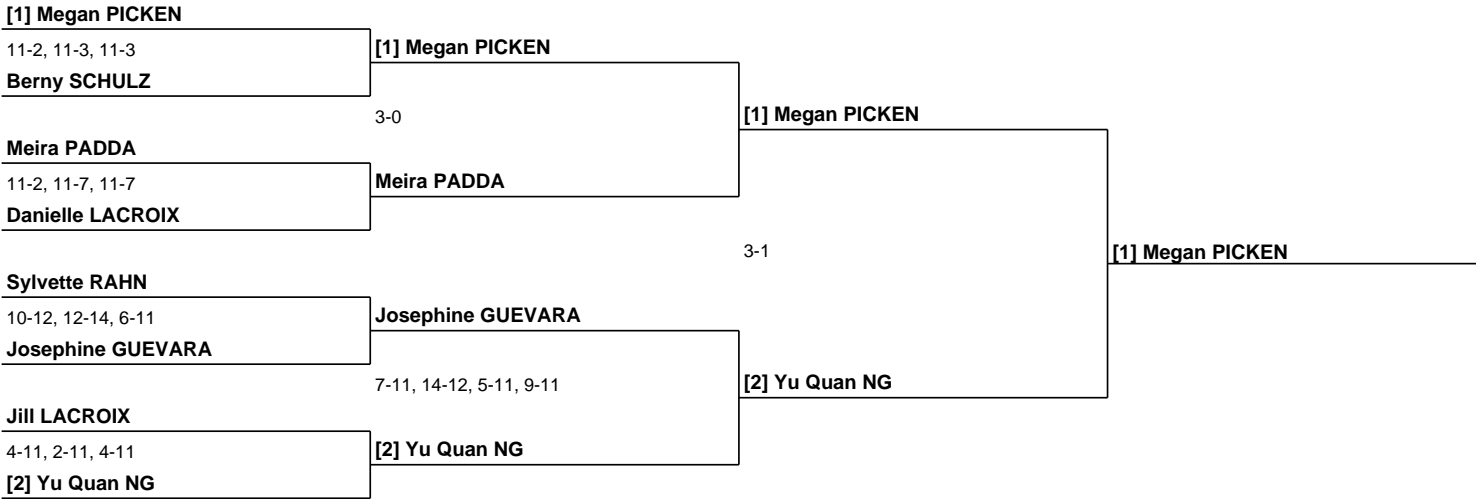 [1] Megan PICKEN
11-2, 11-3, 11-3
Berny SCHULZ
[1] Megan PICKEN
3-0
Meira PADDA
11-2, 11-7, 11-7
Danielle LACROIX
Meira PADDA
[1] Megan PICKEN
3-1
[1] Megan PICKEN
Sylvette RAHN
10-12, 12-14, 6-11
Josephine GUEVARA
Josephine GUEVARA
7-11, 14-12, 5-11, 9-11
[2] Yu Quan NG
Jill LACROIX
4-11, 2-11, 4-11
[2] Yu Quan NG
[2] Yu Quan NG